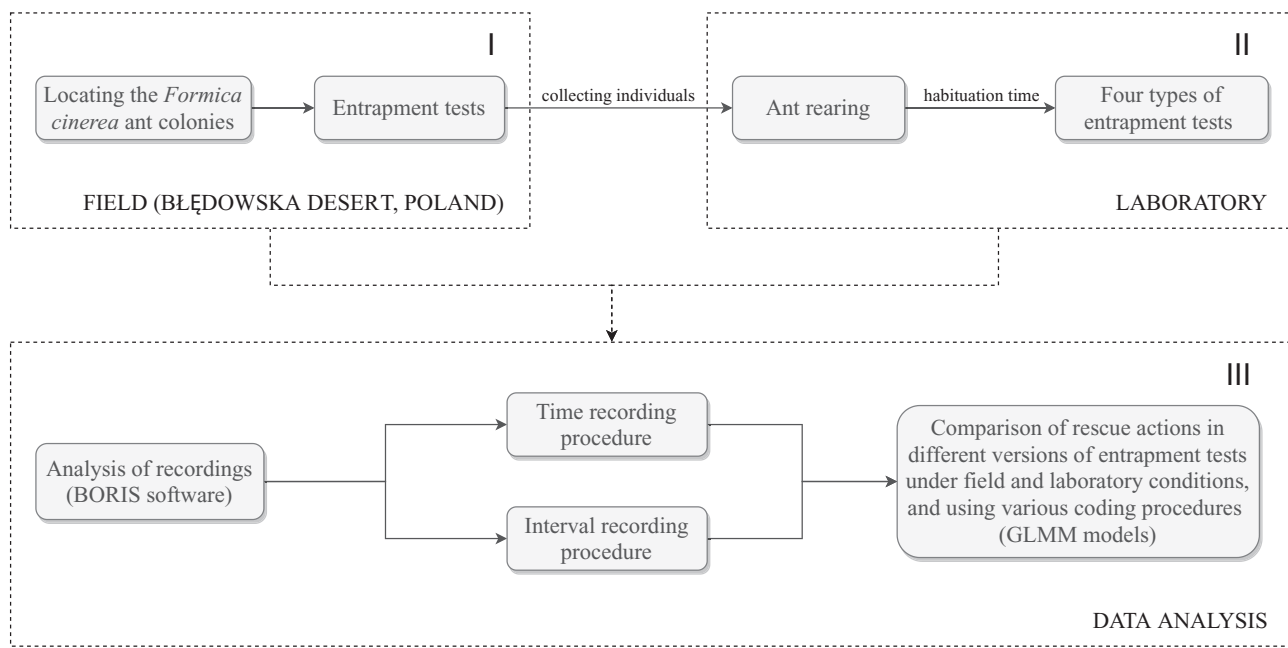 I
Locating the Formica
cinerea ant colonies
Entrapment tests
collecting individuals
FIELD (BŁĘDOWSKA DESERT, POLAND)
II
Ant rearing
habituation time
Four types of
entrapment tests
LABORATORY
III
Analysis of recordings
(BORIS software)
Time recording
procedure
Interval recording
procedure
Comparison of rescue actions in
different versions of entrapment tests
under field and laboratory conditions,
and using various coding procedures
(GLMM models)
DATA ANALYSIS